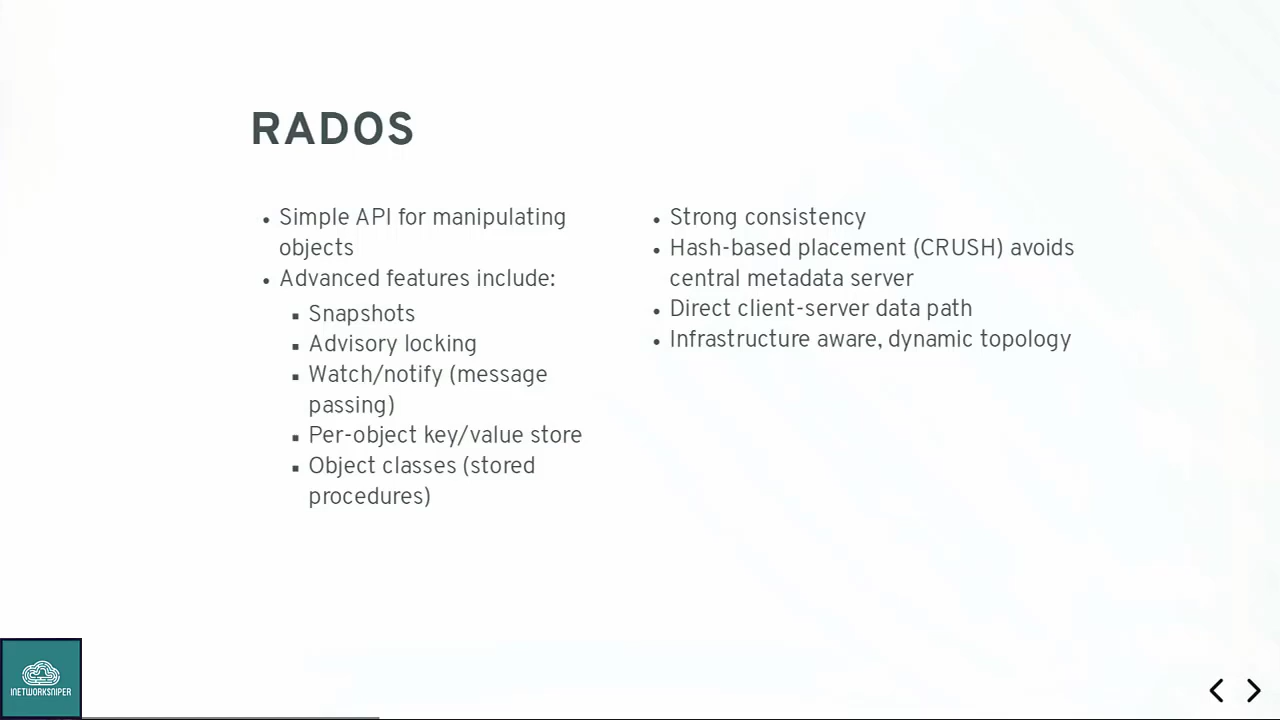 RADOS
• Simple API for manipulating
objects
• Advanced features include:
▪ Snapshots
▪ Advisory locking
▪ Watch/notify (message
passing)
▪ Per-object key/value store
▪ Object classes (stored
procedures)
• Strong consistency
• Hash-based placement (CRUSH) avoids
central metadata server
• Direct client-server data path
• Infrastructure aware, dynamic topology
INETWORKSNIPER